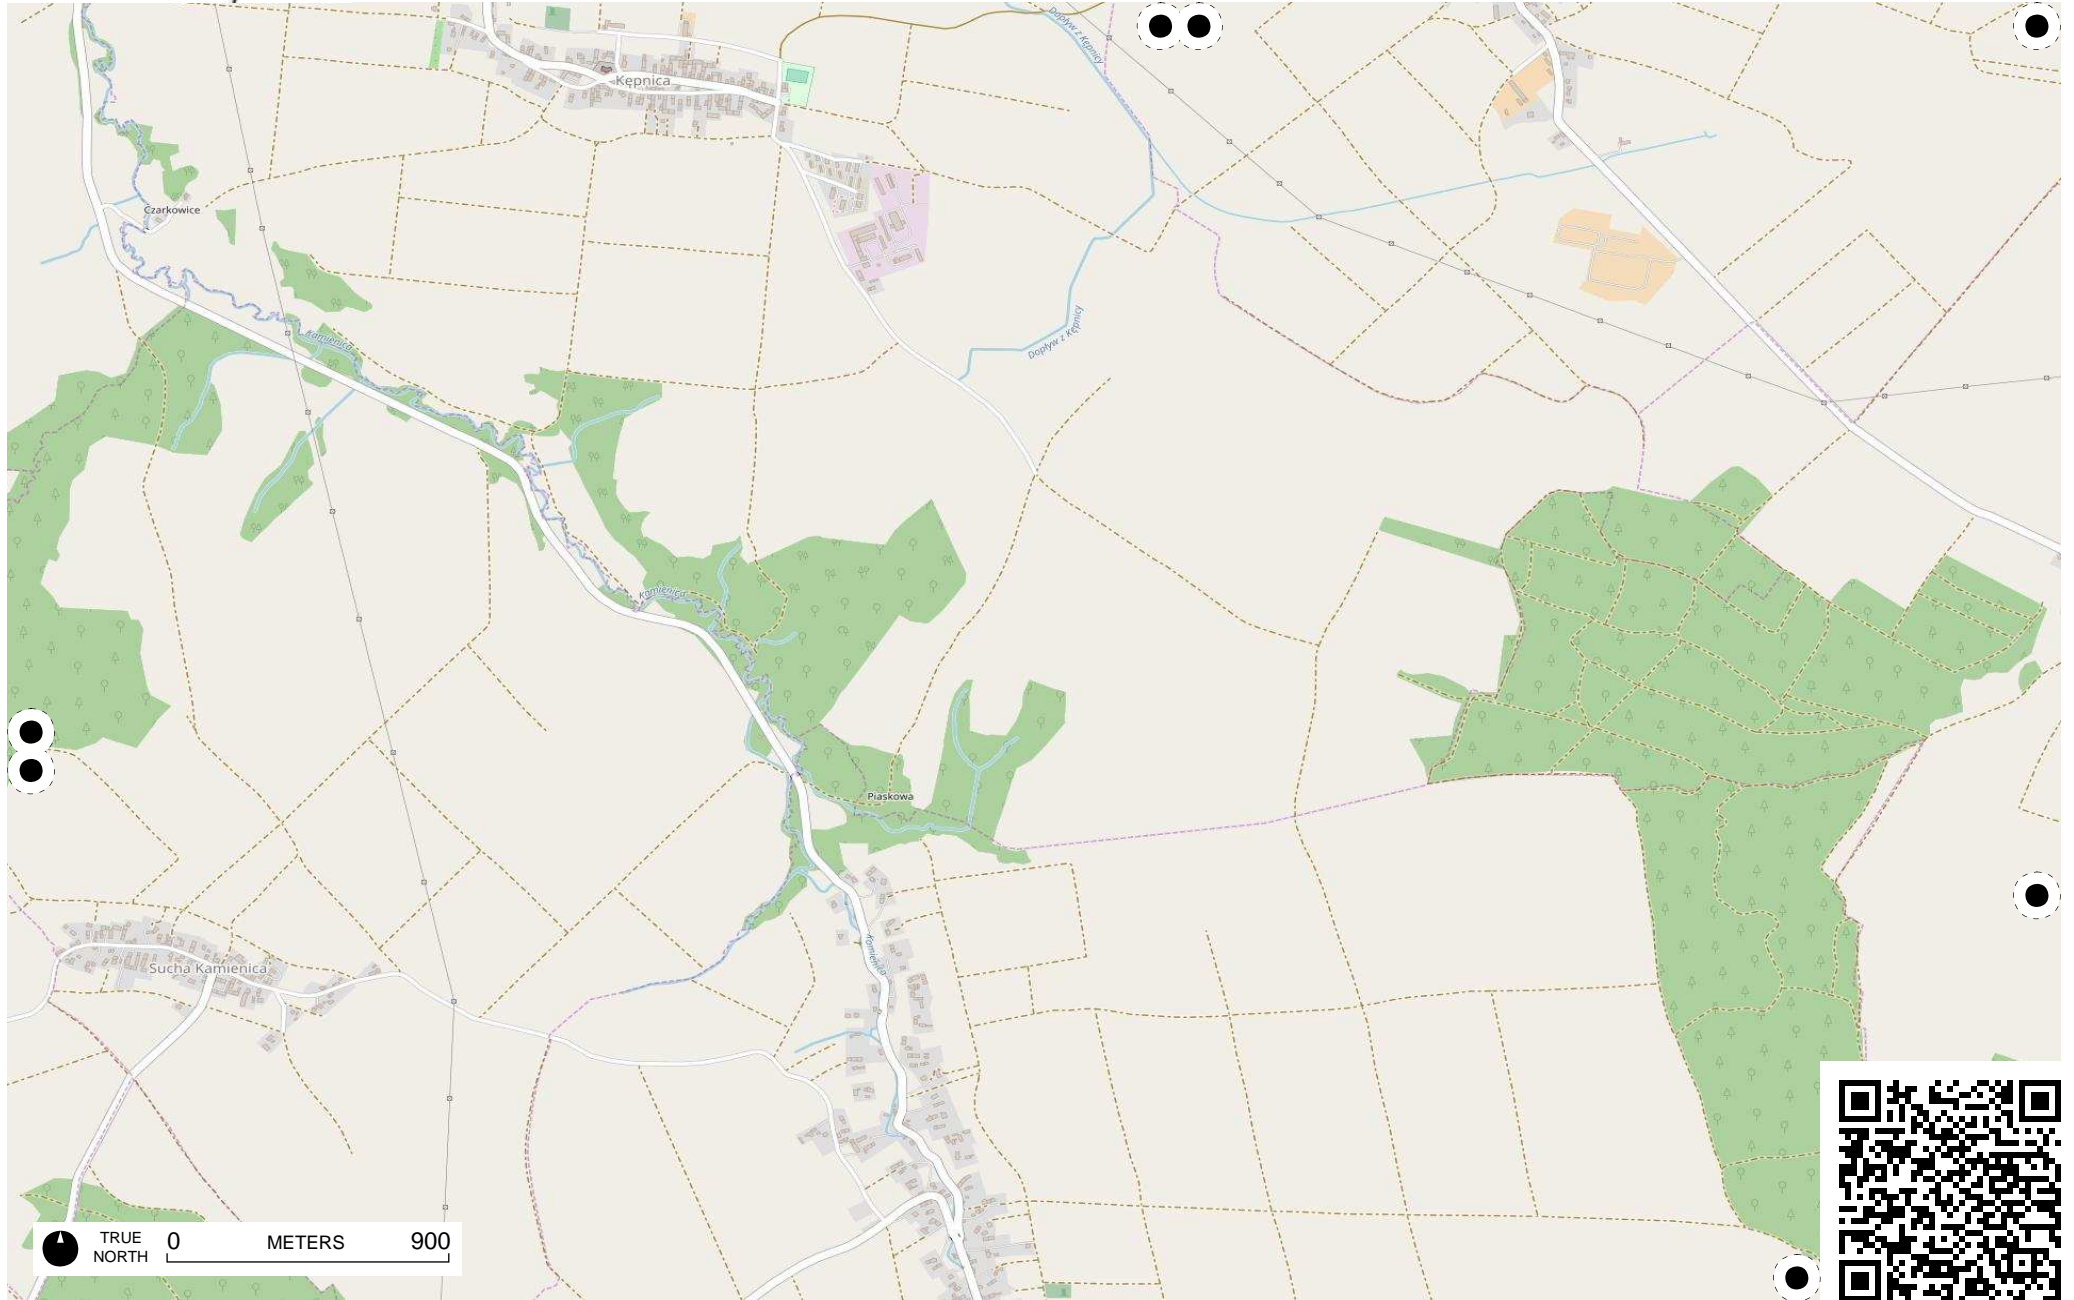 Dopływ z Kępnicy
Kępnica
Czarkowice
Kamienica
Dopływ z Kępnicy
Kamienica
Piaskowa
Kamienica
Sucha Kamienica
TRUE
NORTH
0 METERS 900